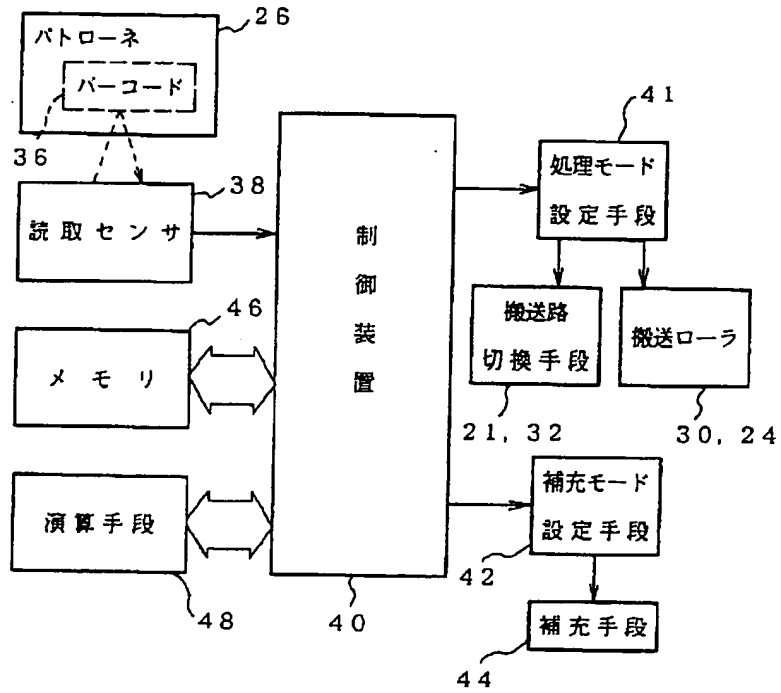 26
パトローネ
バーコード
36
38
読取センサ
46
メモリ
演算手段
48
制御装置
40
41
処理モード
設定手段
搬送路
切換手段
21, 32
搬送ローラ
30, 24
補充モード
設定手段
42
補充手段
44